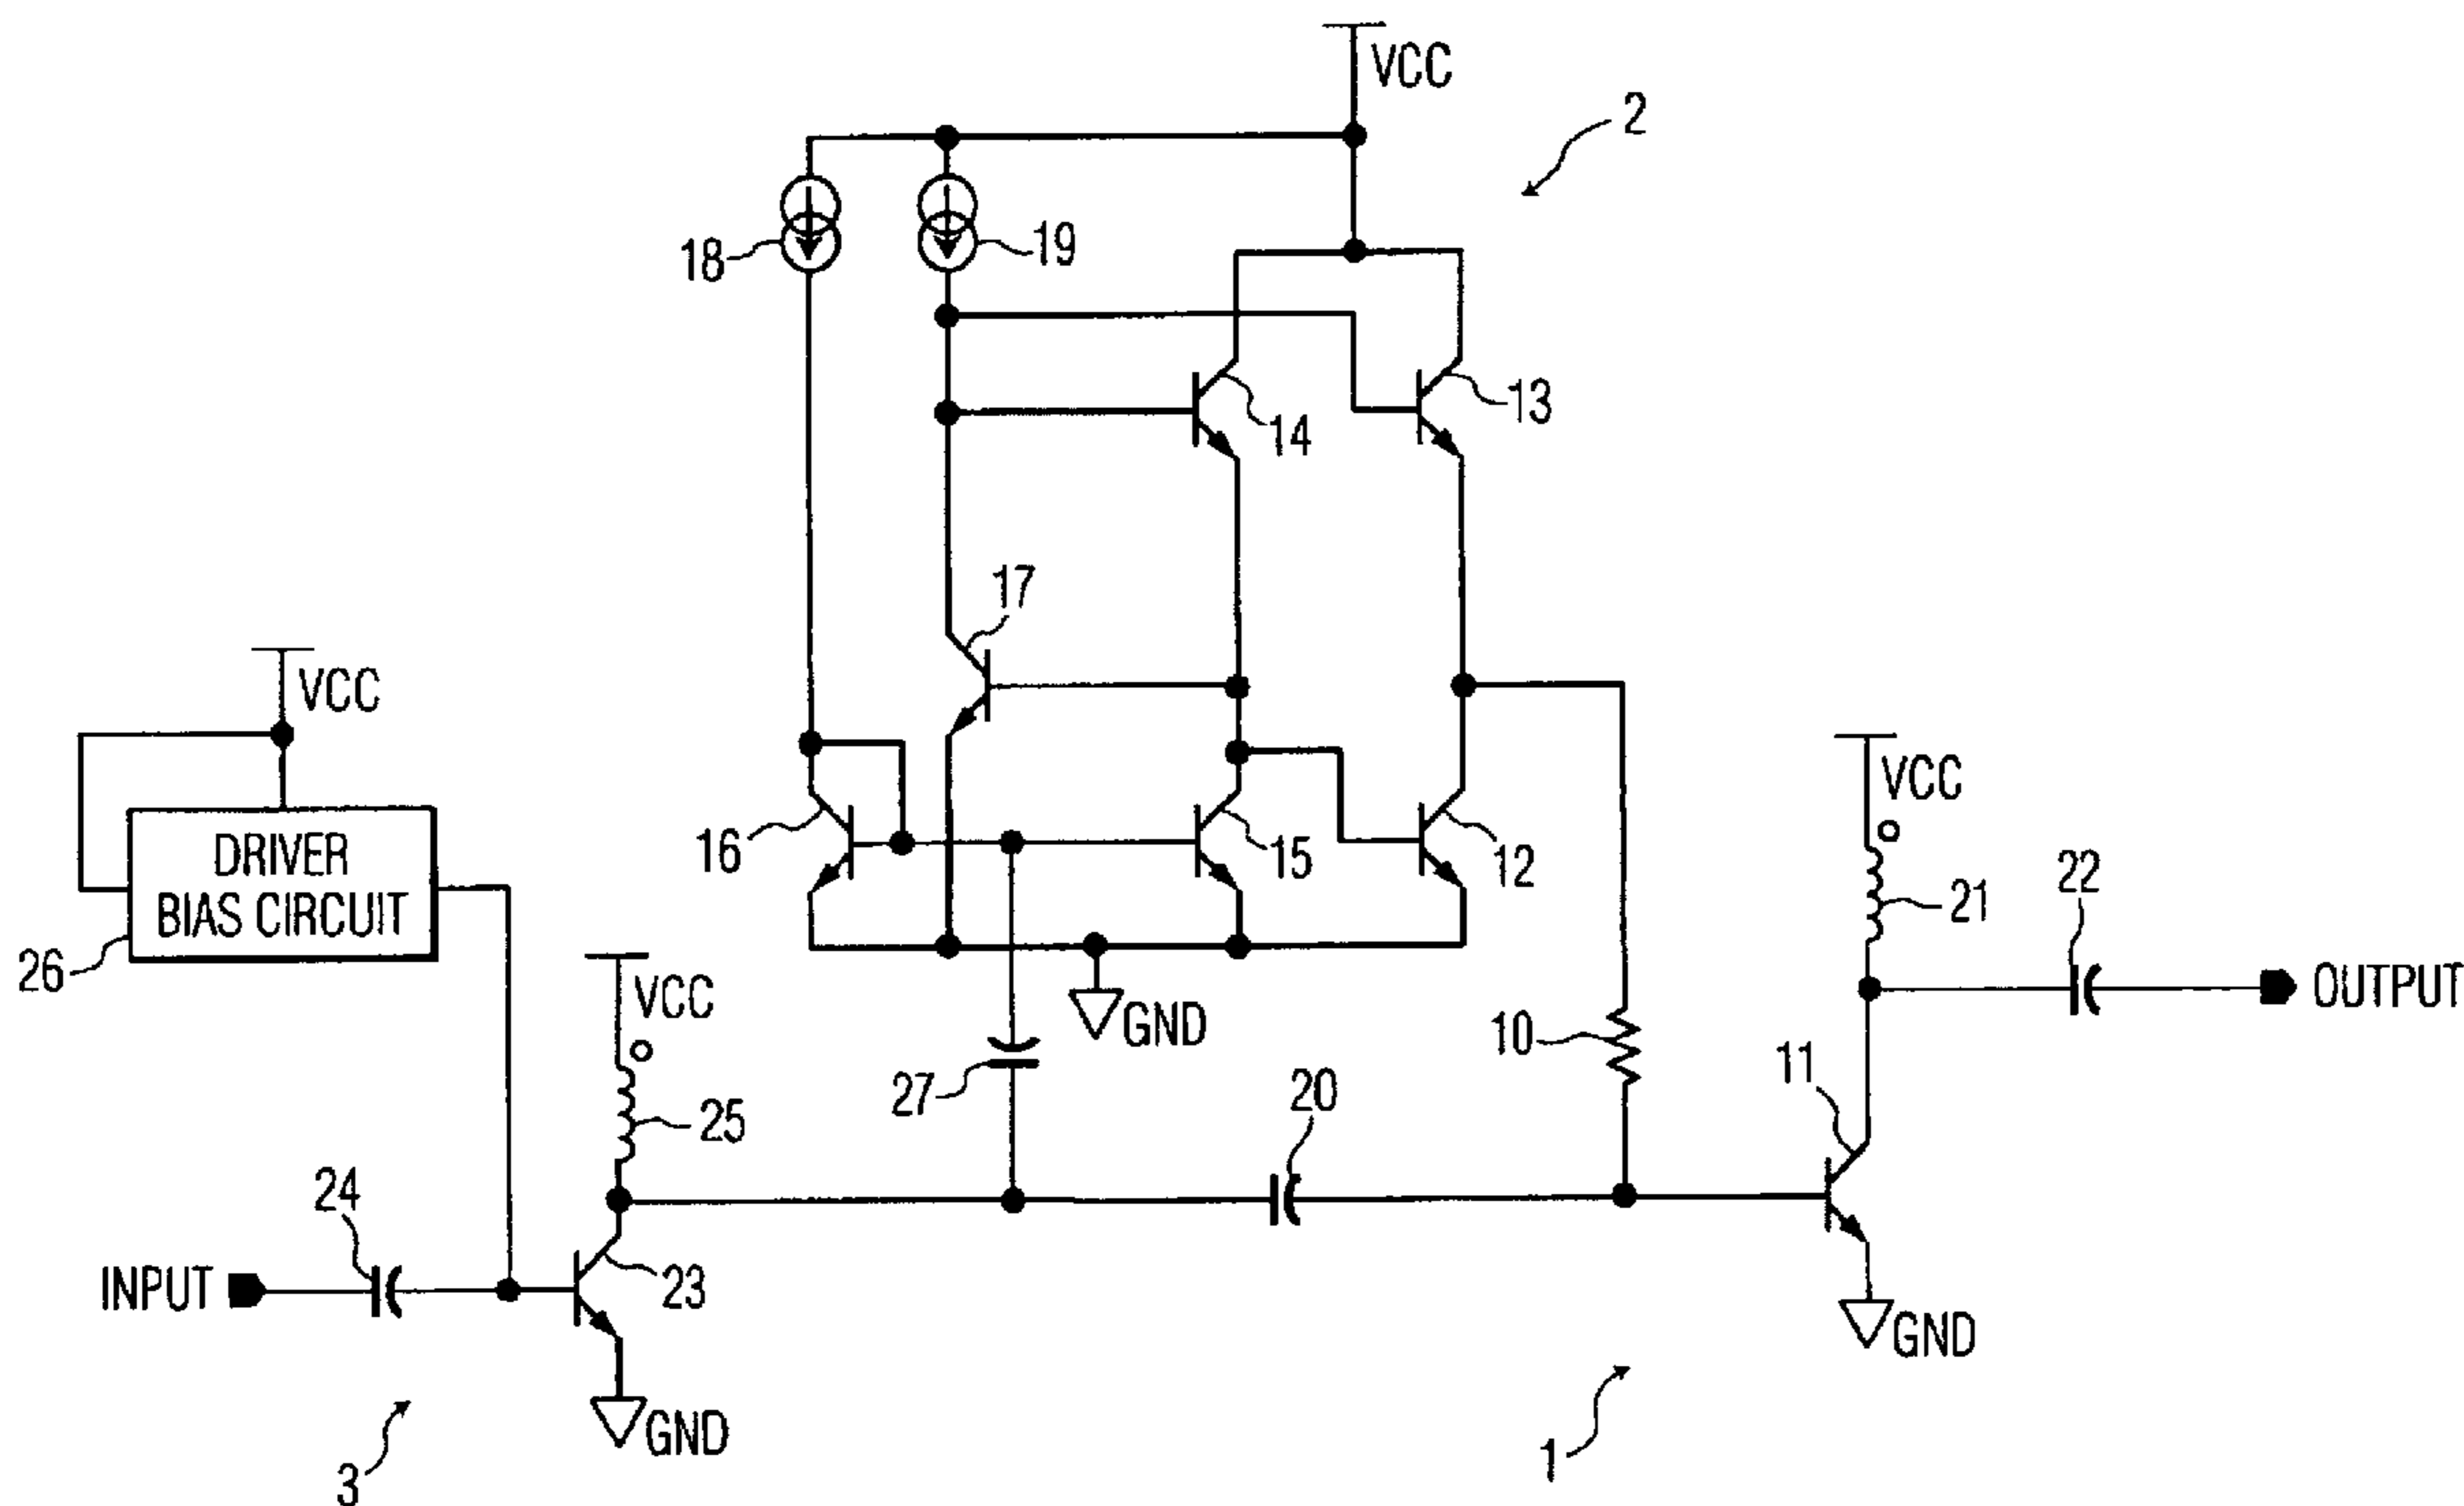 VCC
2
18
19
14
13
17
VCC
DRIVER
BIAS CIRCUIT
26
16
15
12
VCC
21
22
VCC
GND
10
OUTPUT
27
20
11
25
24
INPUT
23
GND
GND
3
1